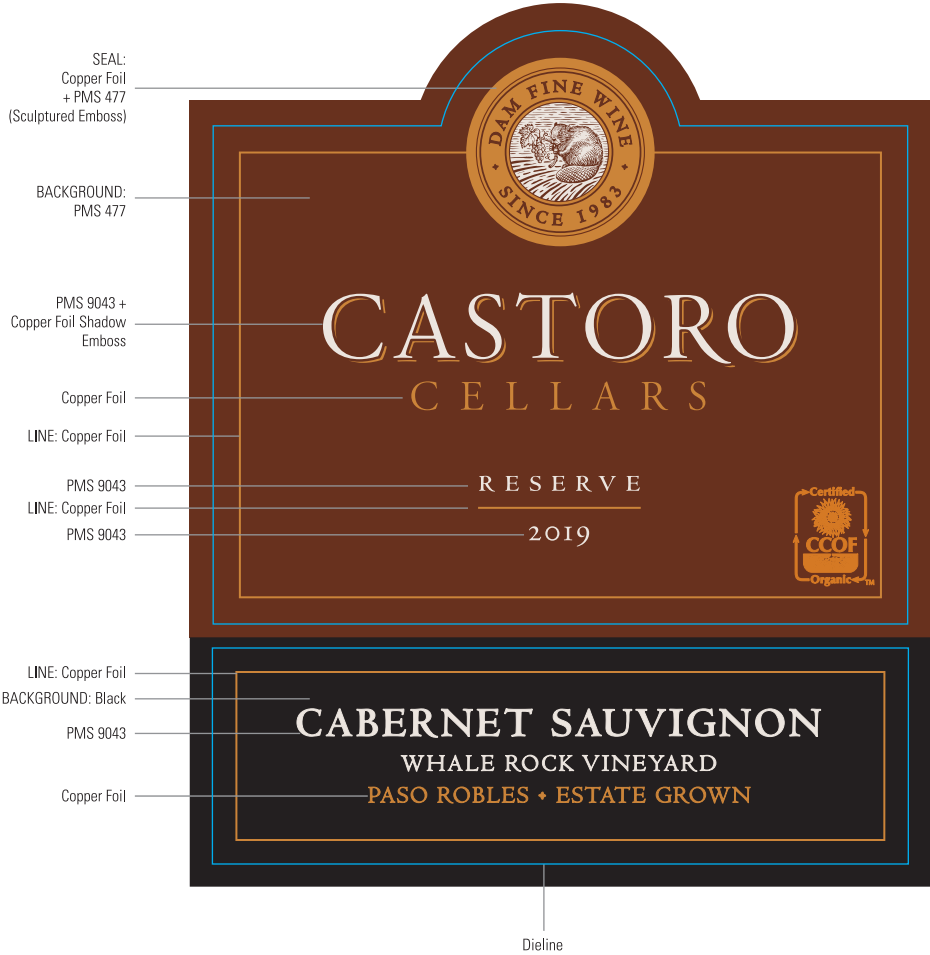 SEAL:
Copper Foil
+ PMS 477
(Sculptured Emboss)
DAM FINE WINE
SINCE 1983
BACKGROUND:
PMS 477
PMS 9043 +
Copper Foil Shadow
Emboss
CASTORO
Copper Foil
CELLARS
LINE: Copper Foil
PMS 9043
RESERVE
LINE: Copper Foil
PMS 9043
2019
Certified
CCOF
Organic TM
LINE: Copper Foil
BACKGROUND: Black
PMS 9043
CABERNET SAUVIGNON
WHALE ROCK VINEYARD
Copper Foil
PASO ROBLES • ESTATE GROWN
Dieline